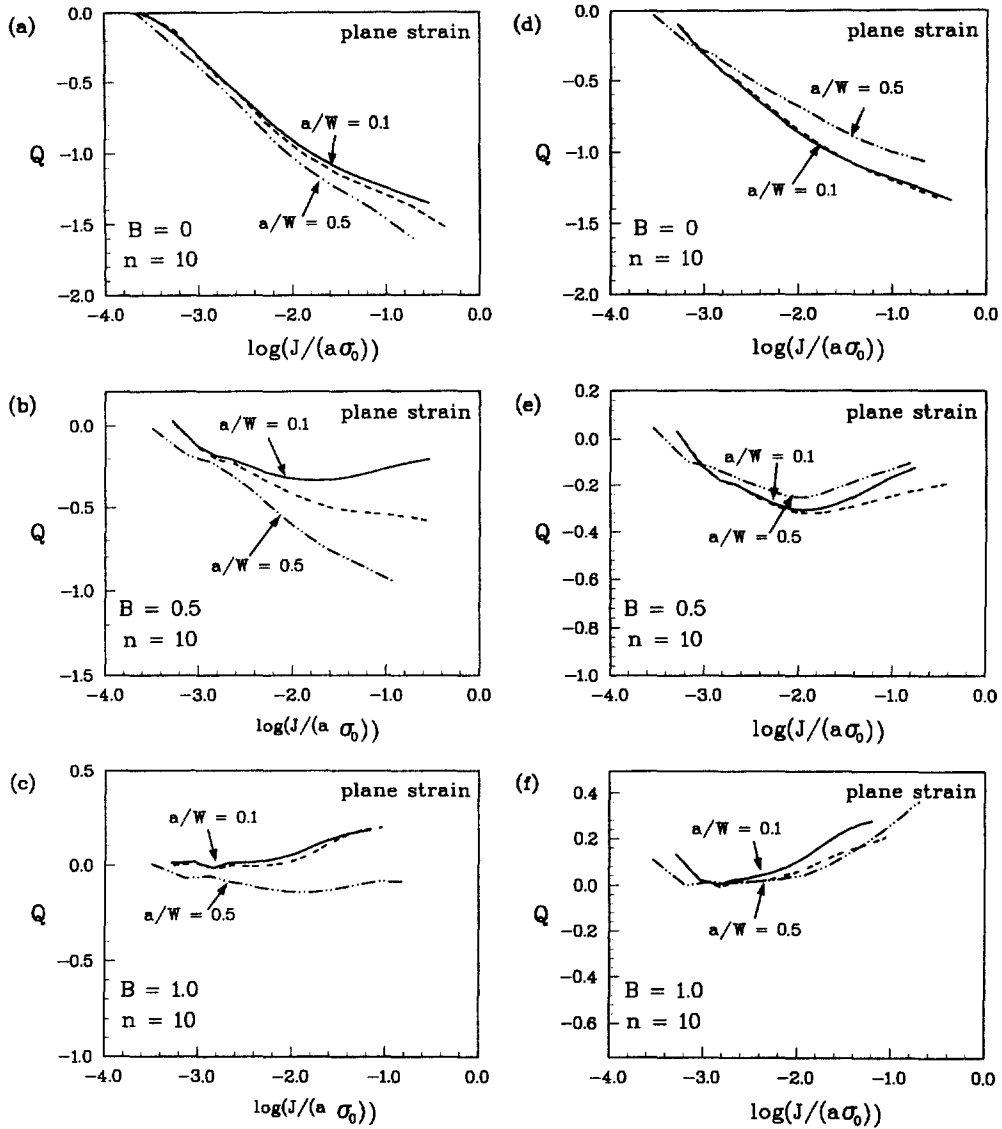 (a)
plane strain
0.0
−0.5
−1.0
−1.5
−2.0
Q
a/W = 0.1
a/W = 0.5
B = 0
n = 10
−4.0 −3.0 −2.0 −1.0 0.0
log(J/(aσ₀))
(d)
plane strain
0.0
−0.5
−1.0
−1.5
−2.0
Q
a/W = 0.5
a/W = 0.1
B = 0
n = 10
−4.0 −3.0 −2.0 −1.0 0.0
log(J/(aσ₀))
(b)
plane strain
0.0
−0.5
−1.0
−1.5
Q
a/W = 0.1
a/W = 0.5
B = 0.5
n = 10
−4.0 −3.0 −2.0 −1.0 0.0
log(J/(a σ₀))
(e)
plane strain
0.2
0.0
−0.2
−0.4
−0.6
−0.8
−1.0
Q
a/W = 0.1
a/W = 0.5
B = 0.5
n = 10
−4.0 −3.0 −2.0 −1.0 0.0
log(J/(aσ₀))
(c)
plane strain
0.5
0.0
−0.5
−1.0
Q
a/W = 0.1
a/W = 0.5
B = 1.0
n = 10
−4.0 −3.0 −2.0 −1.0 0.0
log(J/(a σ₀))
(f)
plane strain
0.4
0.2
0.0
−0.2
−0.4
−0.6
Q
a/W = 0.1
a/W = 0.5
B = 1.0
n = 10
−4.0 −3.0 −2.0 −1.0 0.0
log(J/(aσ₀))